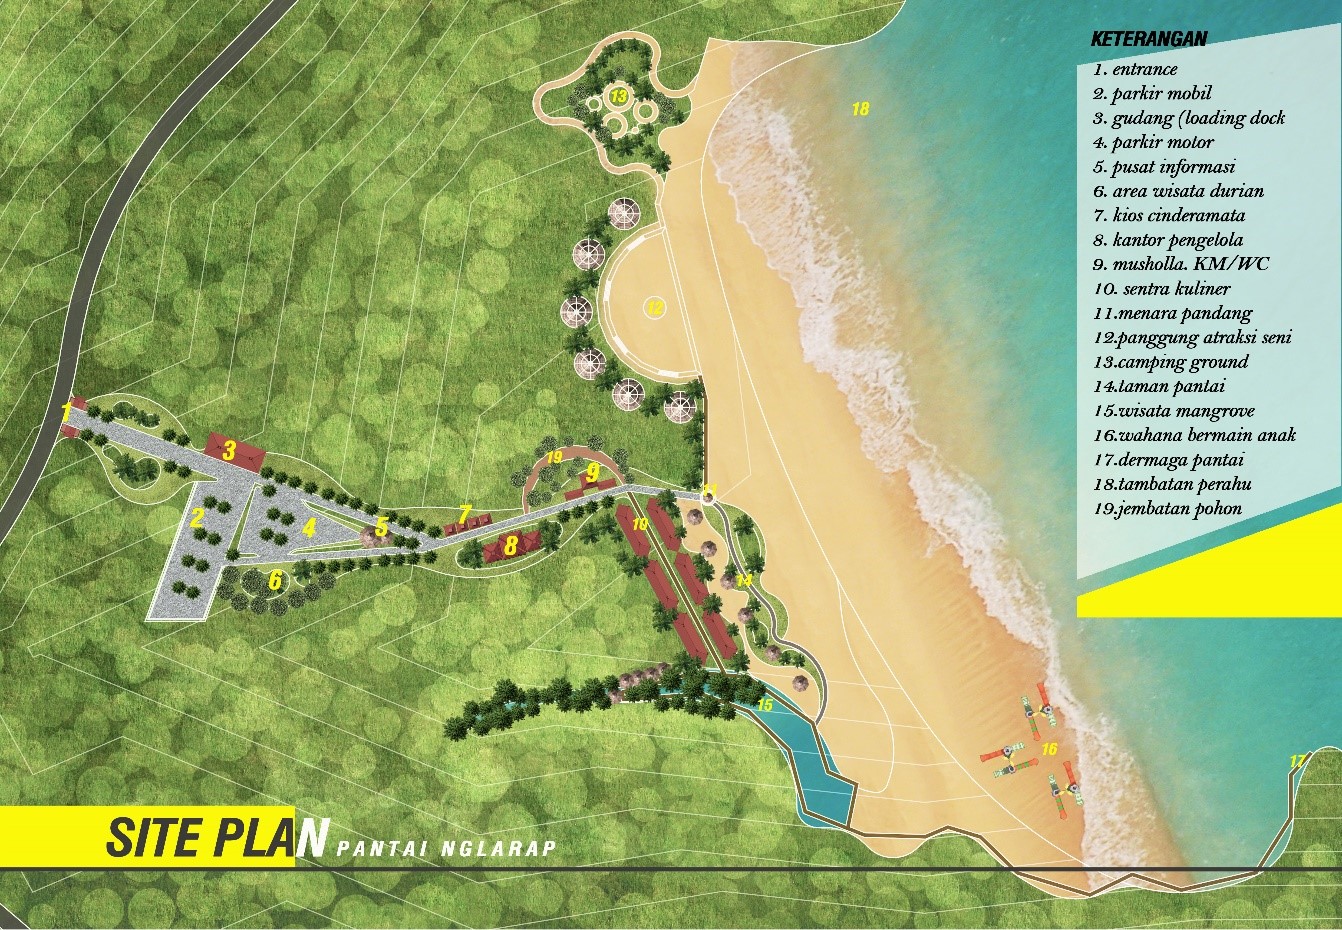 KETERANGAN
1. entrance
2. parkir mobil
3. gudang (loading dock
4. parkir motor
5. pusat informasi
6. area wisata durian
7. kios cinderamata
8. kantor pengelola
9. musholla. KM/WC
10. sentra kuliner
11.menara pandang
12.panggung atraksi seni
13.camping ground
14.taman pantai
15.wisata mangrove
16.wahana bermain anak
17.dermaga pantai
18.tambatan perahu
19.jembatan pohon
13
18
12
1
3
19
9
11
2
4
5
7
10
8
6
14
15
16
17
SITE PLAN PANTAI NGLARAP